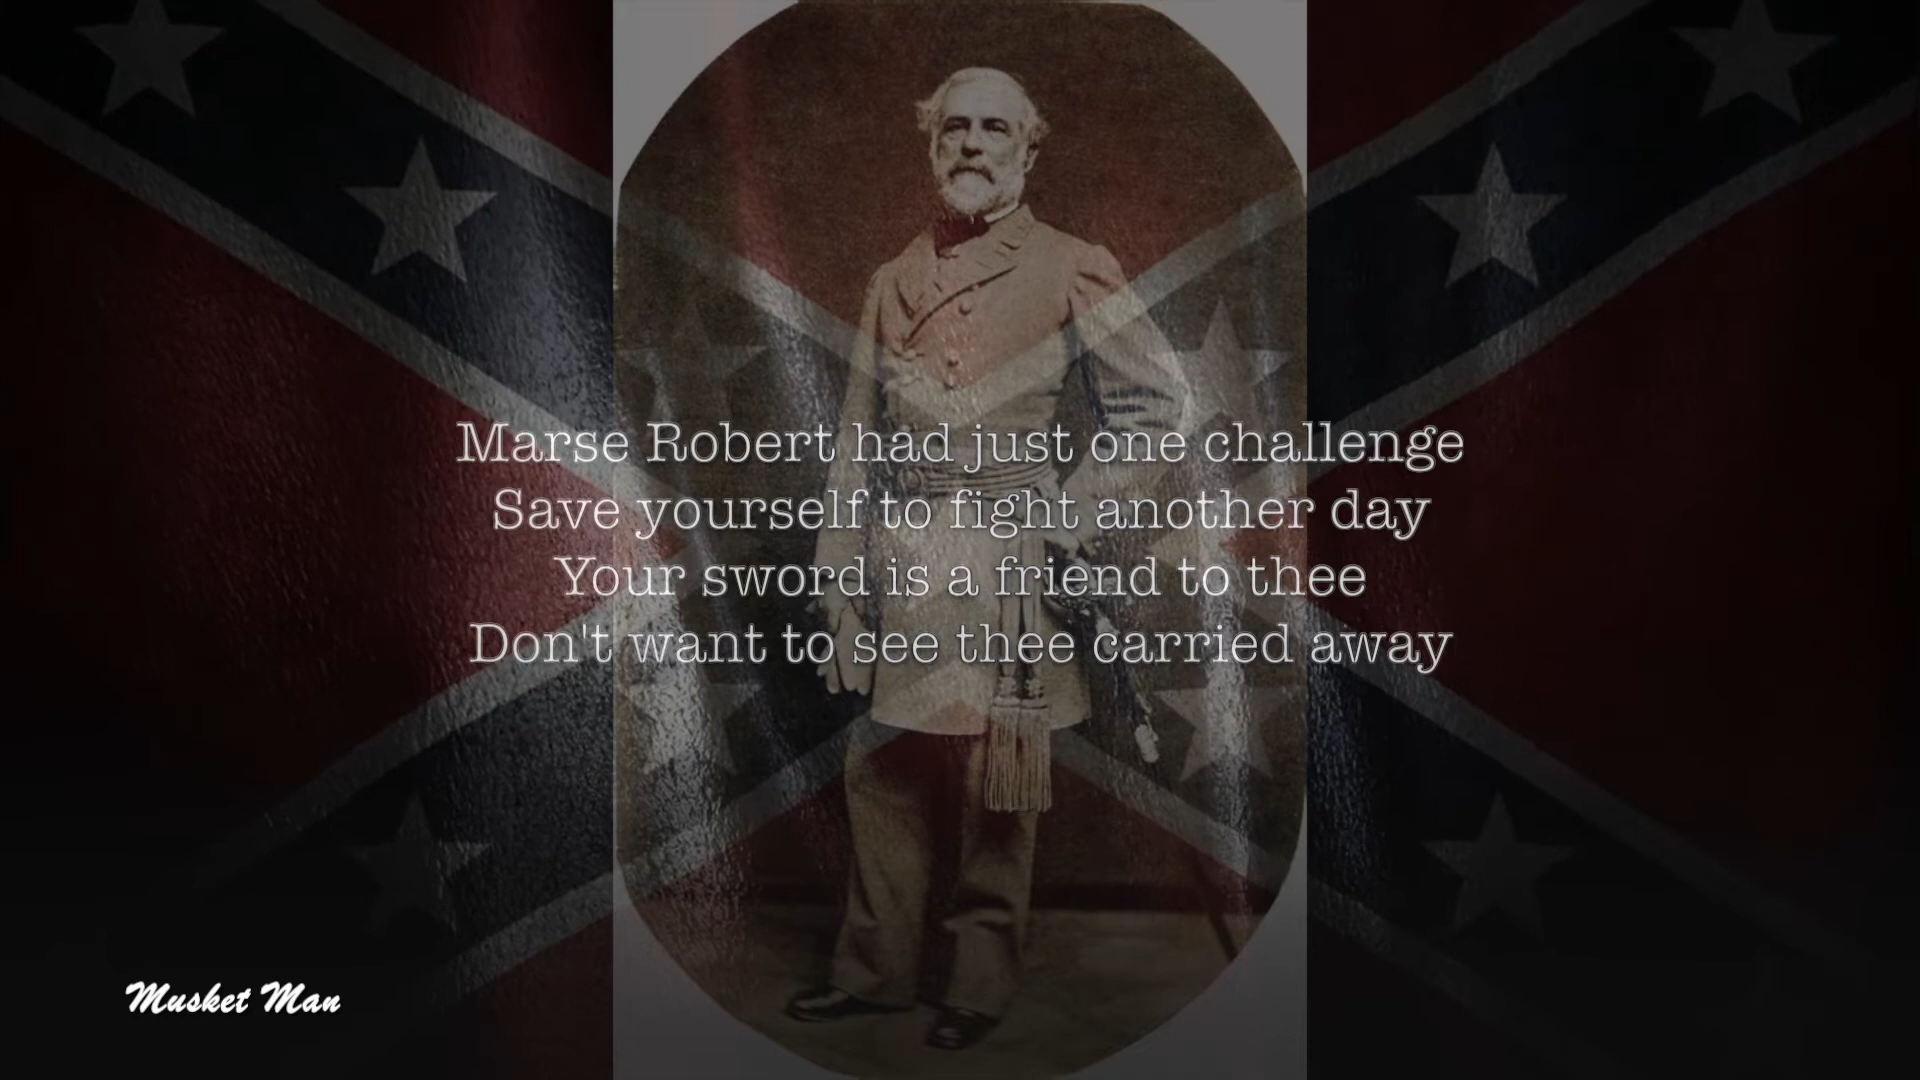 Marse Robert had just one challenge
Save yourself to fight another day
Your sword is a friend to thee
Don't want to see thee carried away
Musket Man